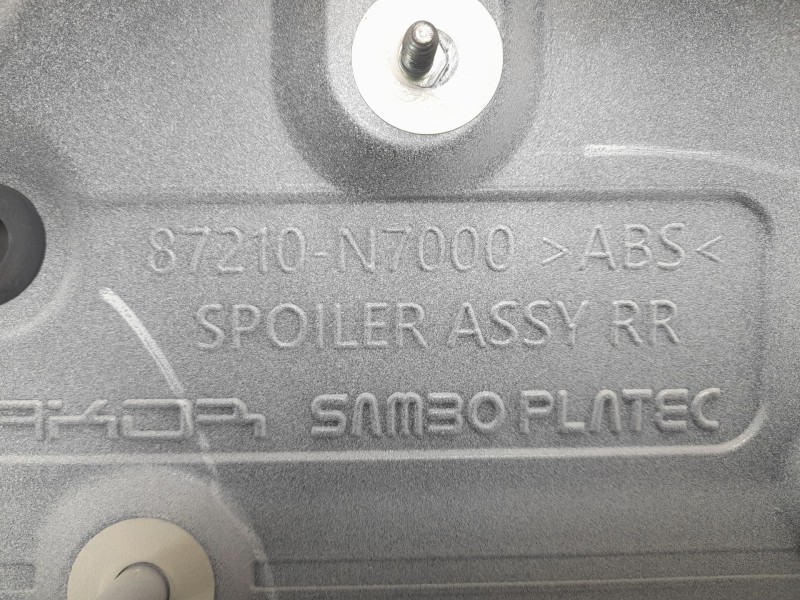 87210-N7000 >ABS<
SPOILER ASSY RR
SAMBO PLATEC